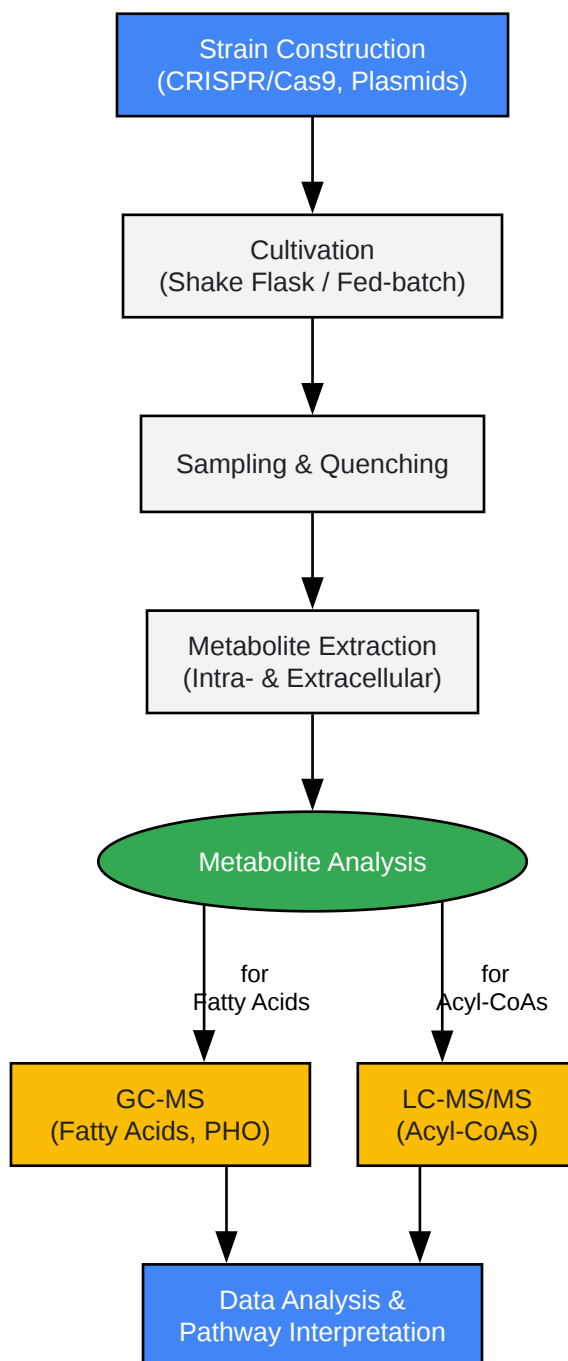 Strain Construction
(CRISPR/Cas9, Plasmids)
Cultivation
(Shake Flask / Fed-batch)
Sampling & Quenching
Metabolite Extraction
(Intra- & Extracellular)
Metabolite Analysis
for
Fatty Acids
for
Acyl-CoAs
GC-MS
(Fatty Acids, PHO)
LC-MS/MS
(Acyl-CoAs)
Data Analysis &
Pathway Interpretation